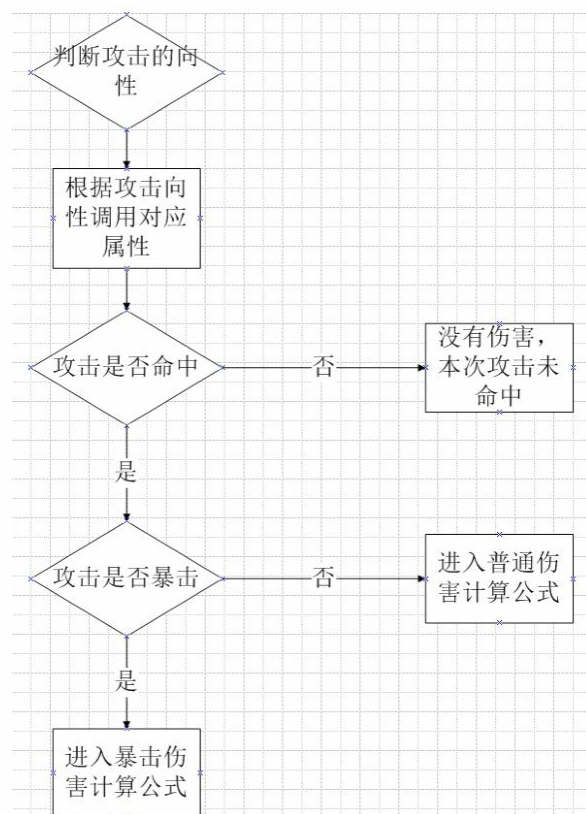 判断攻击的向
性
根据攻击向
性调用对应
属性
攻击是否命中
否
没有伤害，
本次攻击未
命中
是
攻击是否暴击
否
进入普通伤
害计算公式
是
进入暴击伤
害计算公式